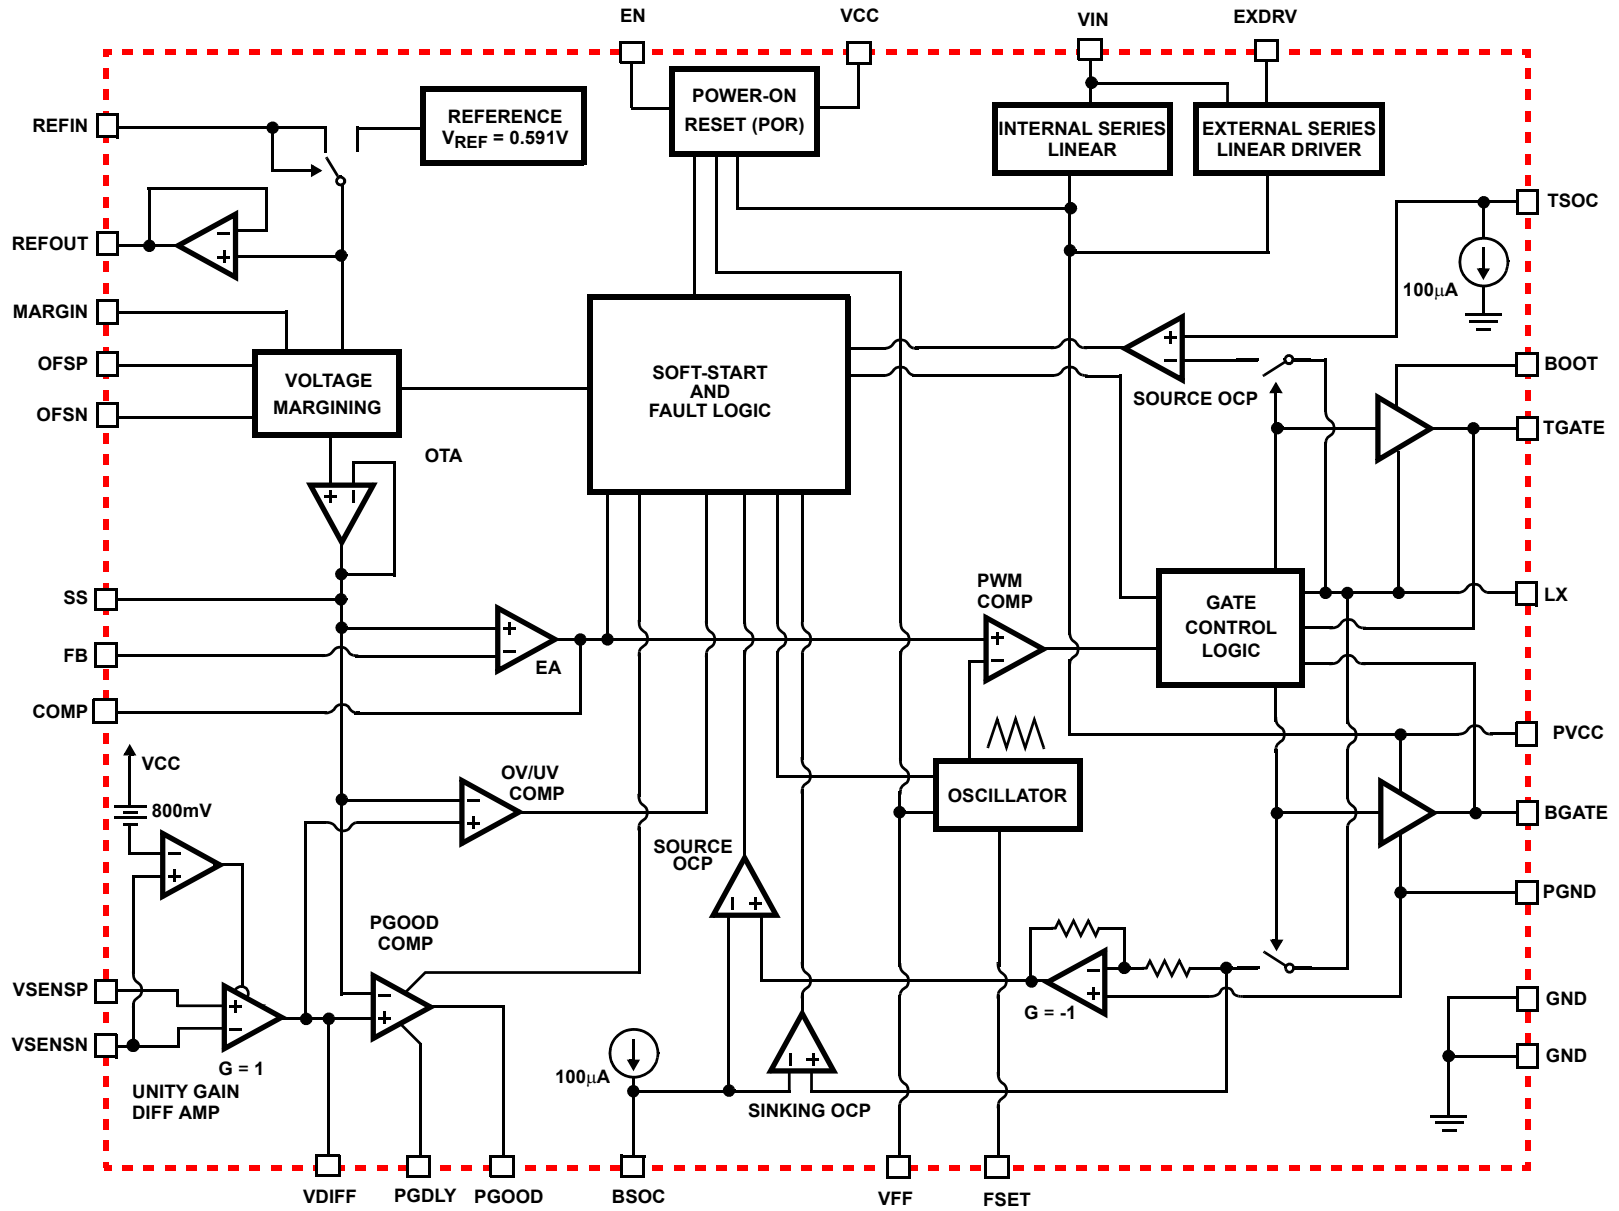 EN
VCC
VIN
EXDRV
REFIN
REFERENCE
VREF = 0.591V
POWER-ON
RESET (POR)
INTERNAL SERIES
LINEAR
EXTERNAL SERIES
LINEAR DRIVER
TSOC
REFOUT
−
+
100μA
MARGIN
OFSP
OFSN
VOLTAGE
MARGINING
SOFT-START
AND
FAULT LOGIC
+
−
SOURCE OCP
BOOT
TGATE
OTA
+ −
SS
FB
COMP
+
−
EA
PWM
COMP
+
−
GATE
CONTROL
LOGIC
LX
PVCC
VCC
800mV
OV/UV
COMP
−
+
OSCILLATOR
BGATE
−
+
SOURCE
OCP
− +
PGND
PGOOD
COMP
−
+
−
+
G = -1
VSENSP
VSENSN
+
−
G = 1
UNITY GAIN
DIFF AMP
100μA
− +
SINKING OCP
GND
GND
VDIFF
PGDLY
PGOOD
BSOC
VFF
FSET